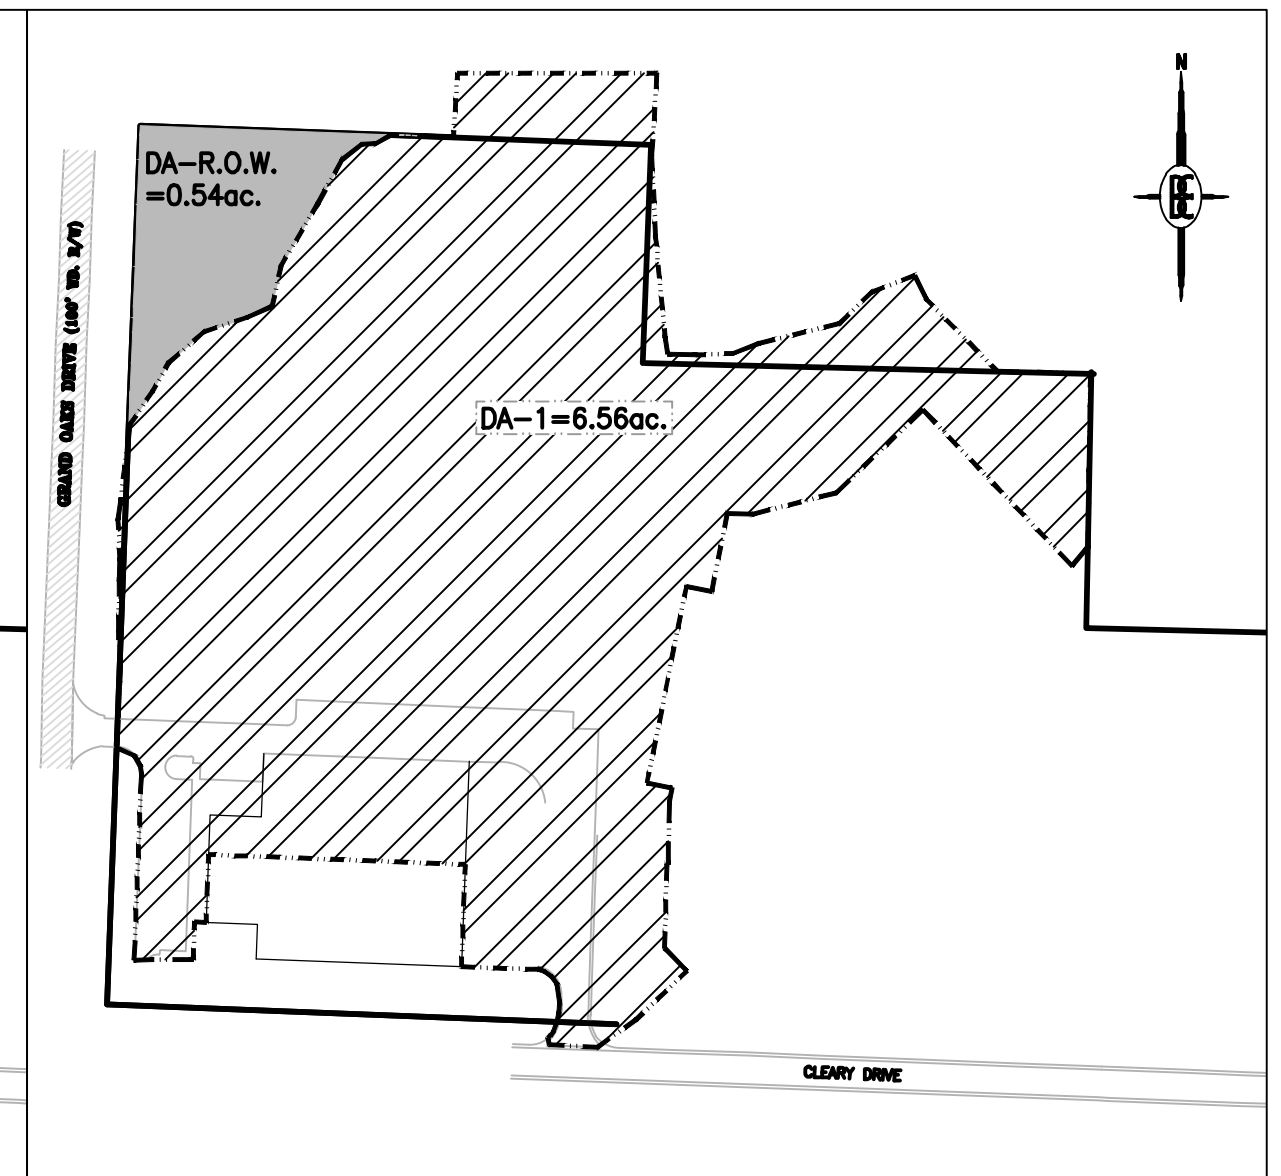 N
DA-R.O.W.
=0.54ac.
GRAND OAKS DRIVE (100' WD. R/W)
DA-1=6.56ac.
CLEARY DRIVE